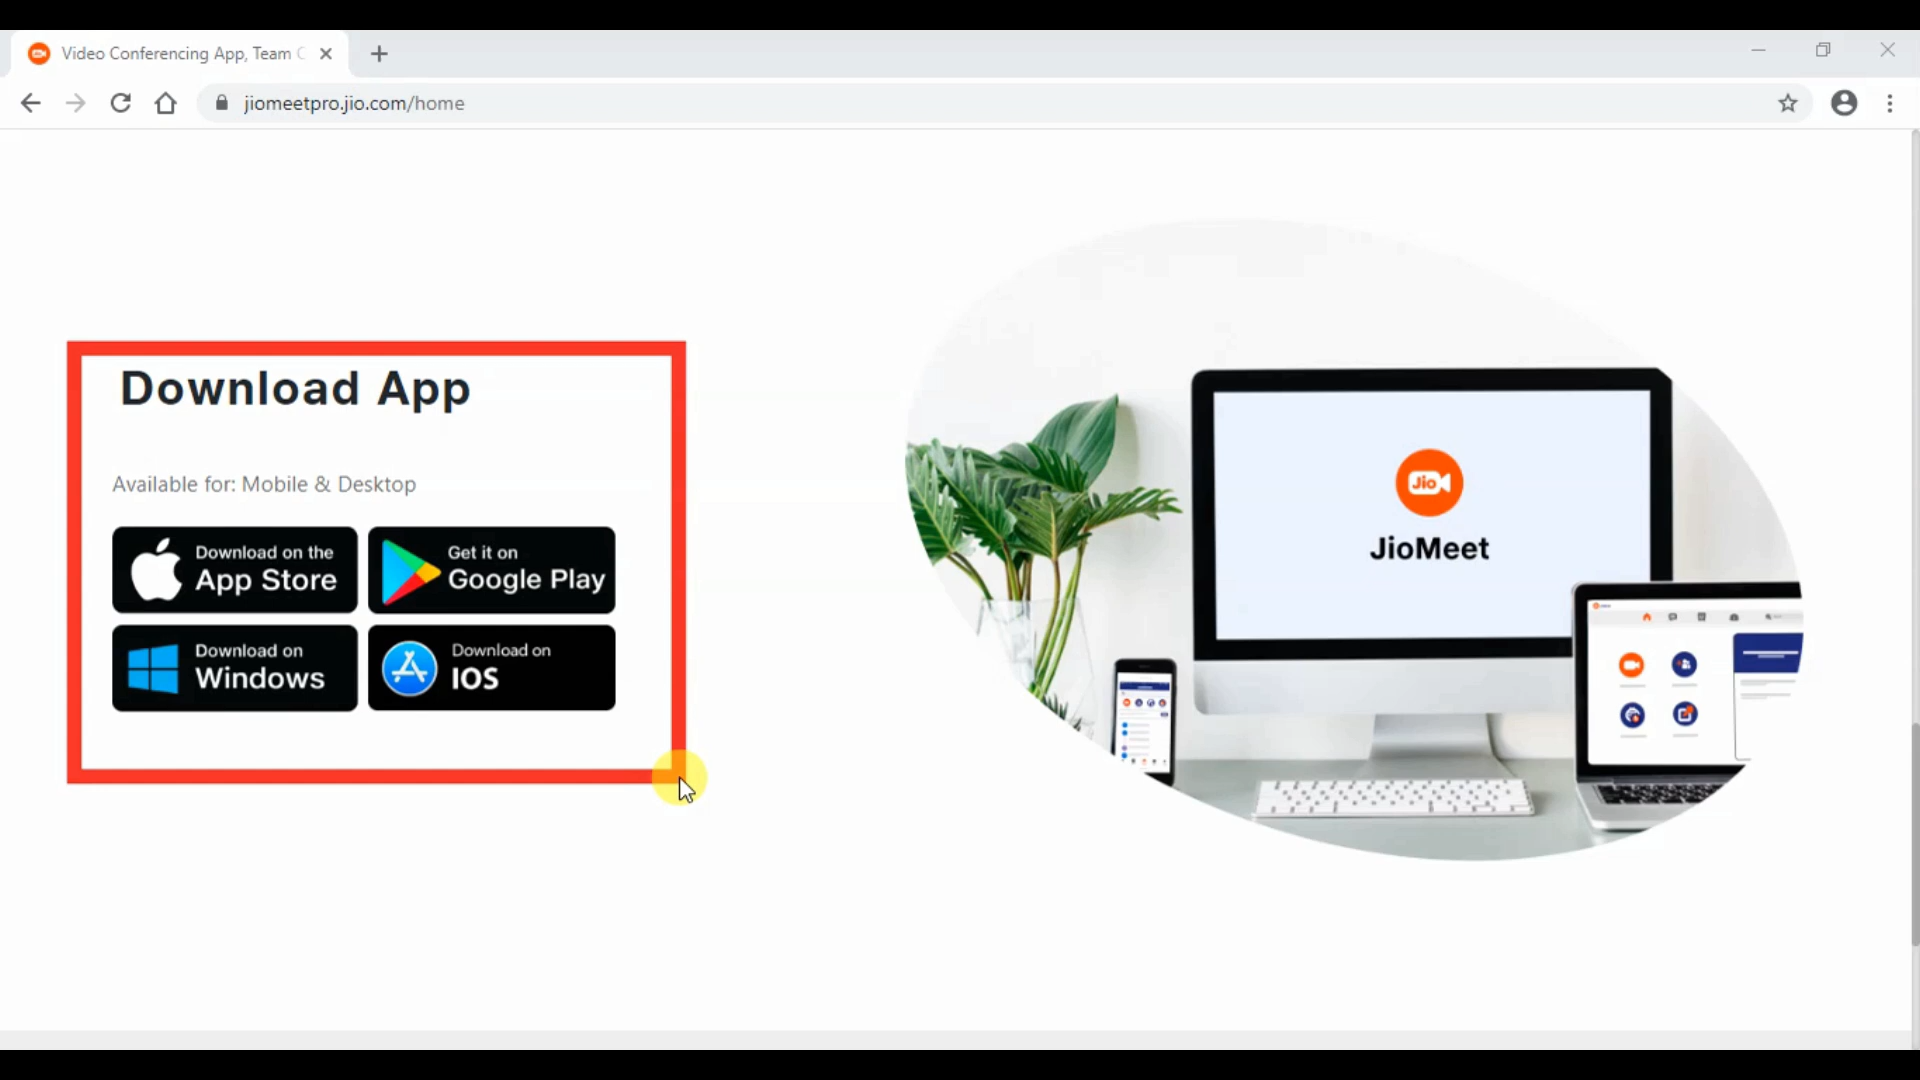 Video Conferencing App, Team
jiomeetpro.jio.com/home
Download App
Available for: Mobile & Desktop
Download on the
App Store
Get it on
Google Play
Download on
Windows
Download on
IOS
Jio
JioMeet